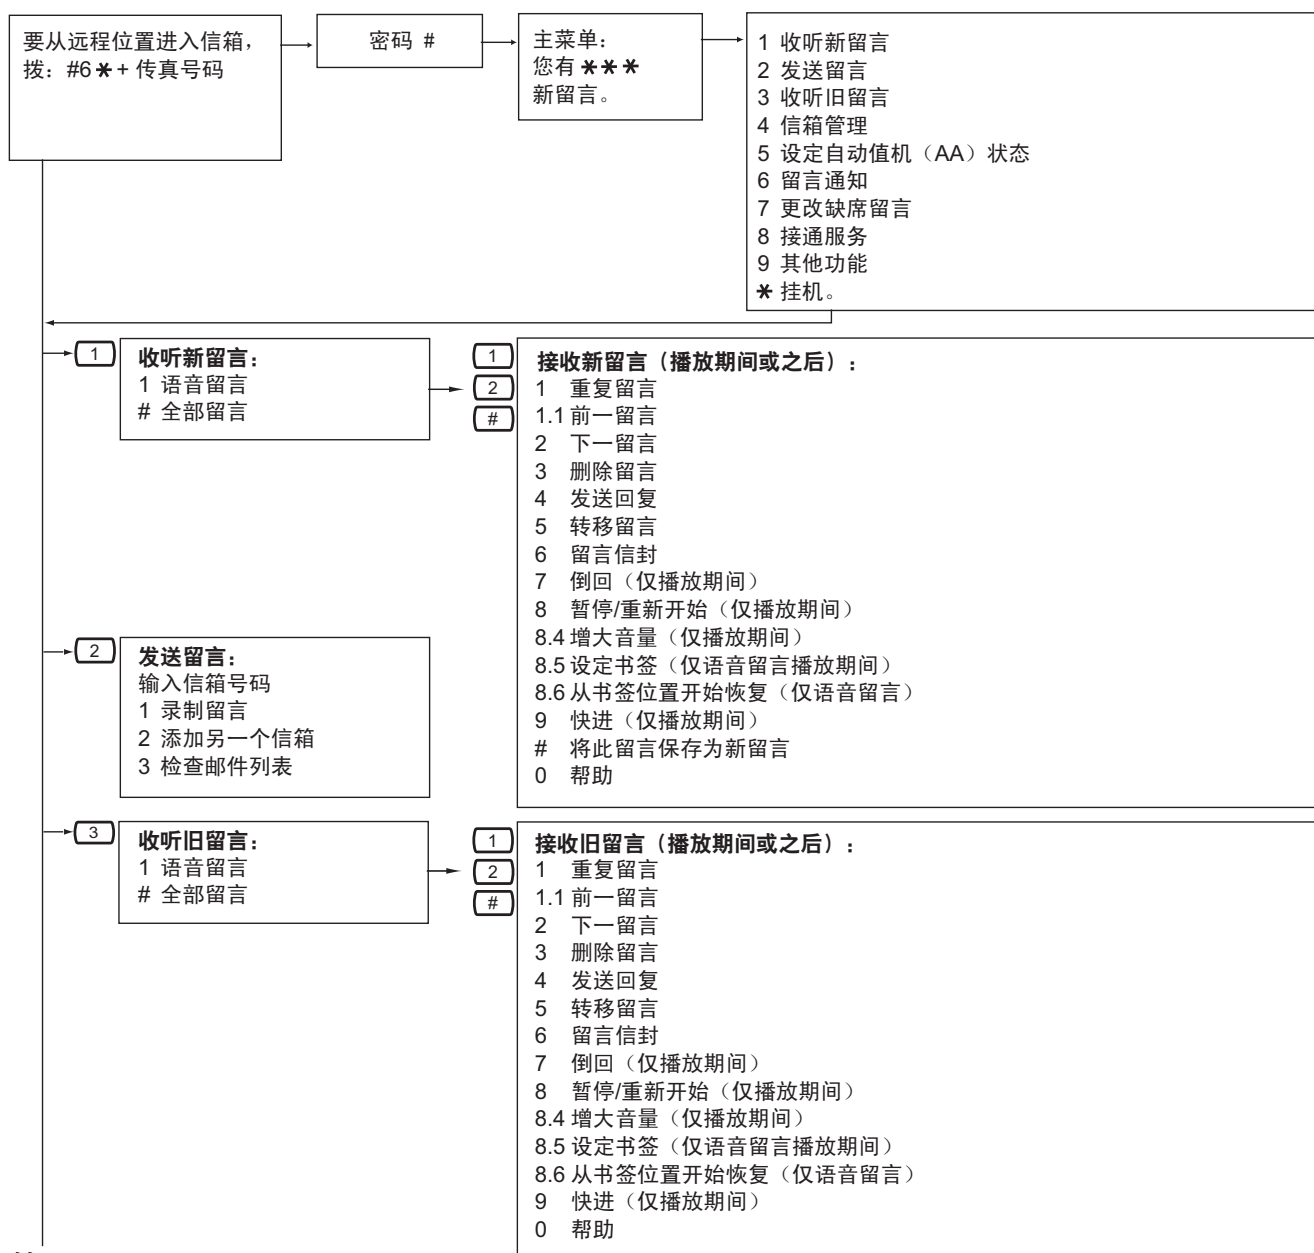 要从远程位置进入信箱，
拨：#6＊+ 传真号码
密码 #
主菜单：
您有＊＊＊
新留言。
1 收听新留言
2 发送留言
3 收听旧留言
4 信箱管理
5 设定自动值机（AA）状态
6 留言通知
7 更改缺席留言
8 接通服务
9 其他功能
＊ 挂机。
1
收听新留言：
1 语音留言
# 全部留言
1
2
#
接收新留言（播放期间或之后）：
1 重复留言
1.1 前一留言
2 下一留言
3 删除留言
4 发送回复
5 转移留言
6 留言信封
7 倒回（仅播放期间）
8 暂停/重新开始（仅播放期间）
8.4 增大音量（仅播放期间）
8.5 设定书签（仅语音留言播放期间）
8.6 从书签位置开始恢复（仅语音留言）
9 快进（仅播放期间）
# 将此留言保存为新留言
0 帮助
2
发送留言：
输入信箱号码
1 录制留言
2 添加另一个信箱
3 检查邮件列表
3
收听旧留言：
1 语音留言
# 全部留言
1
2
#
接收旧留言（播放期间或之后）：
1 重复留言
1.1 前一留言
2 下一留言
3 删除留言
4 发送回复
5 转移留言
6 留言信封
7 倒回（仅播放期间）
8 暂停/重新开始（仅播放期间）
8.4 增大音量（仅播放期间）
8.5 设定书签（仅语音留言播放期间）
8.6 从书签位置开始恢复（仅语音留言）
9 快进（仅播放期间）
0 帮助